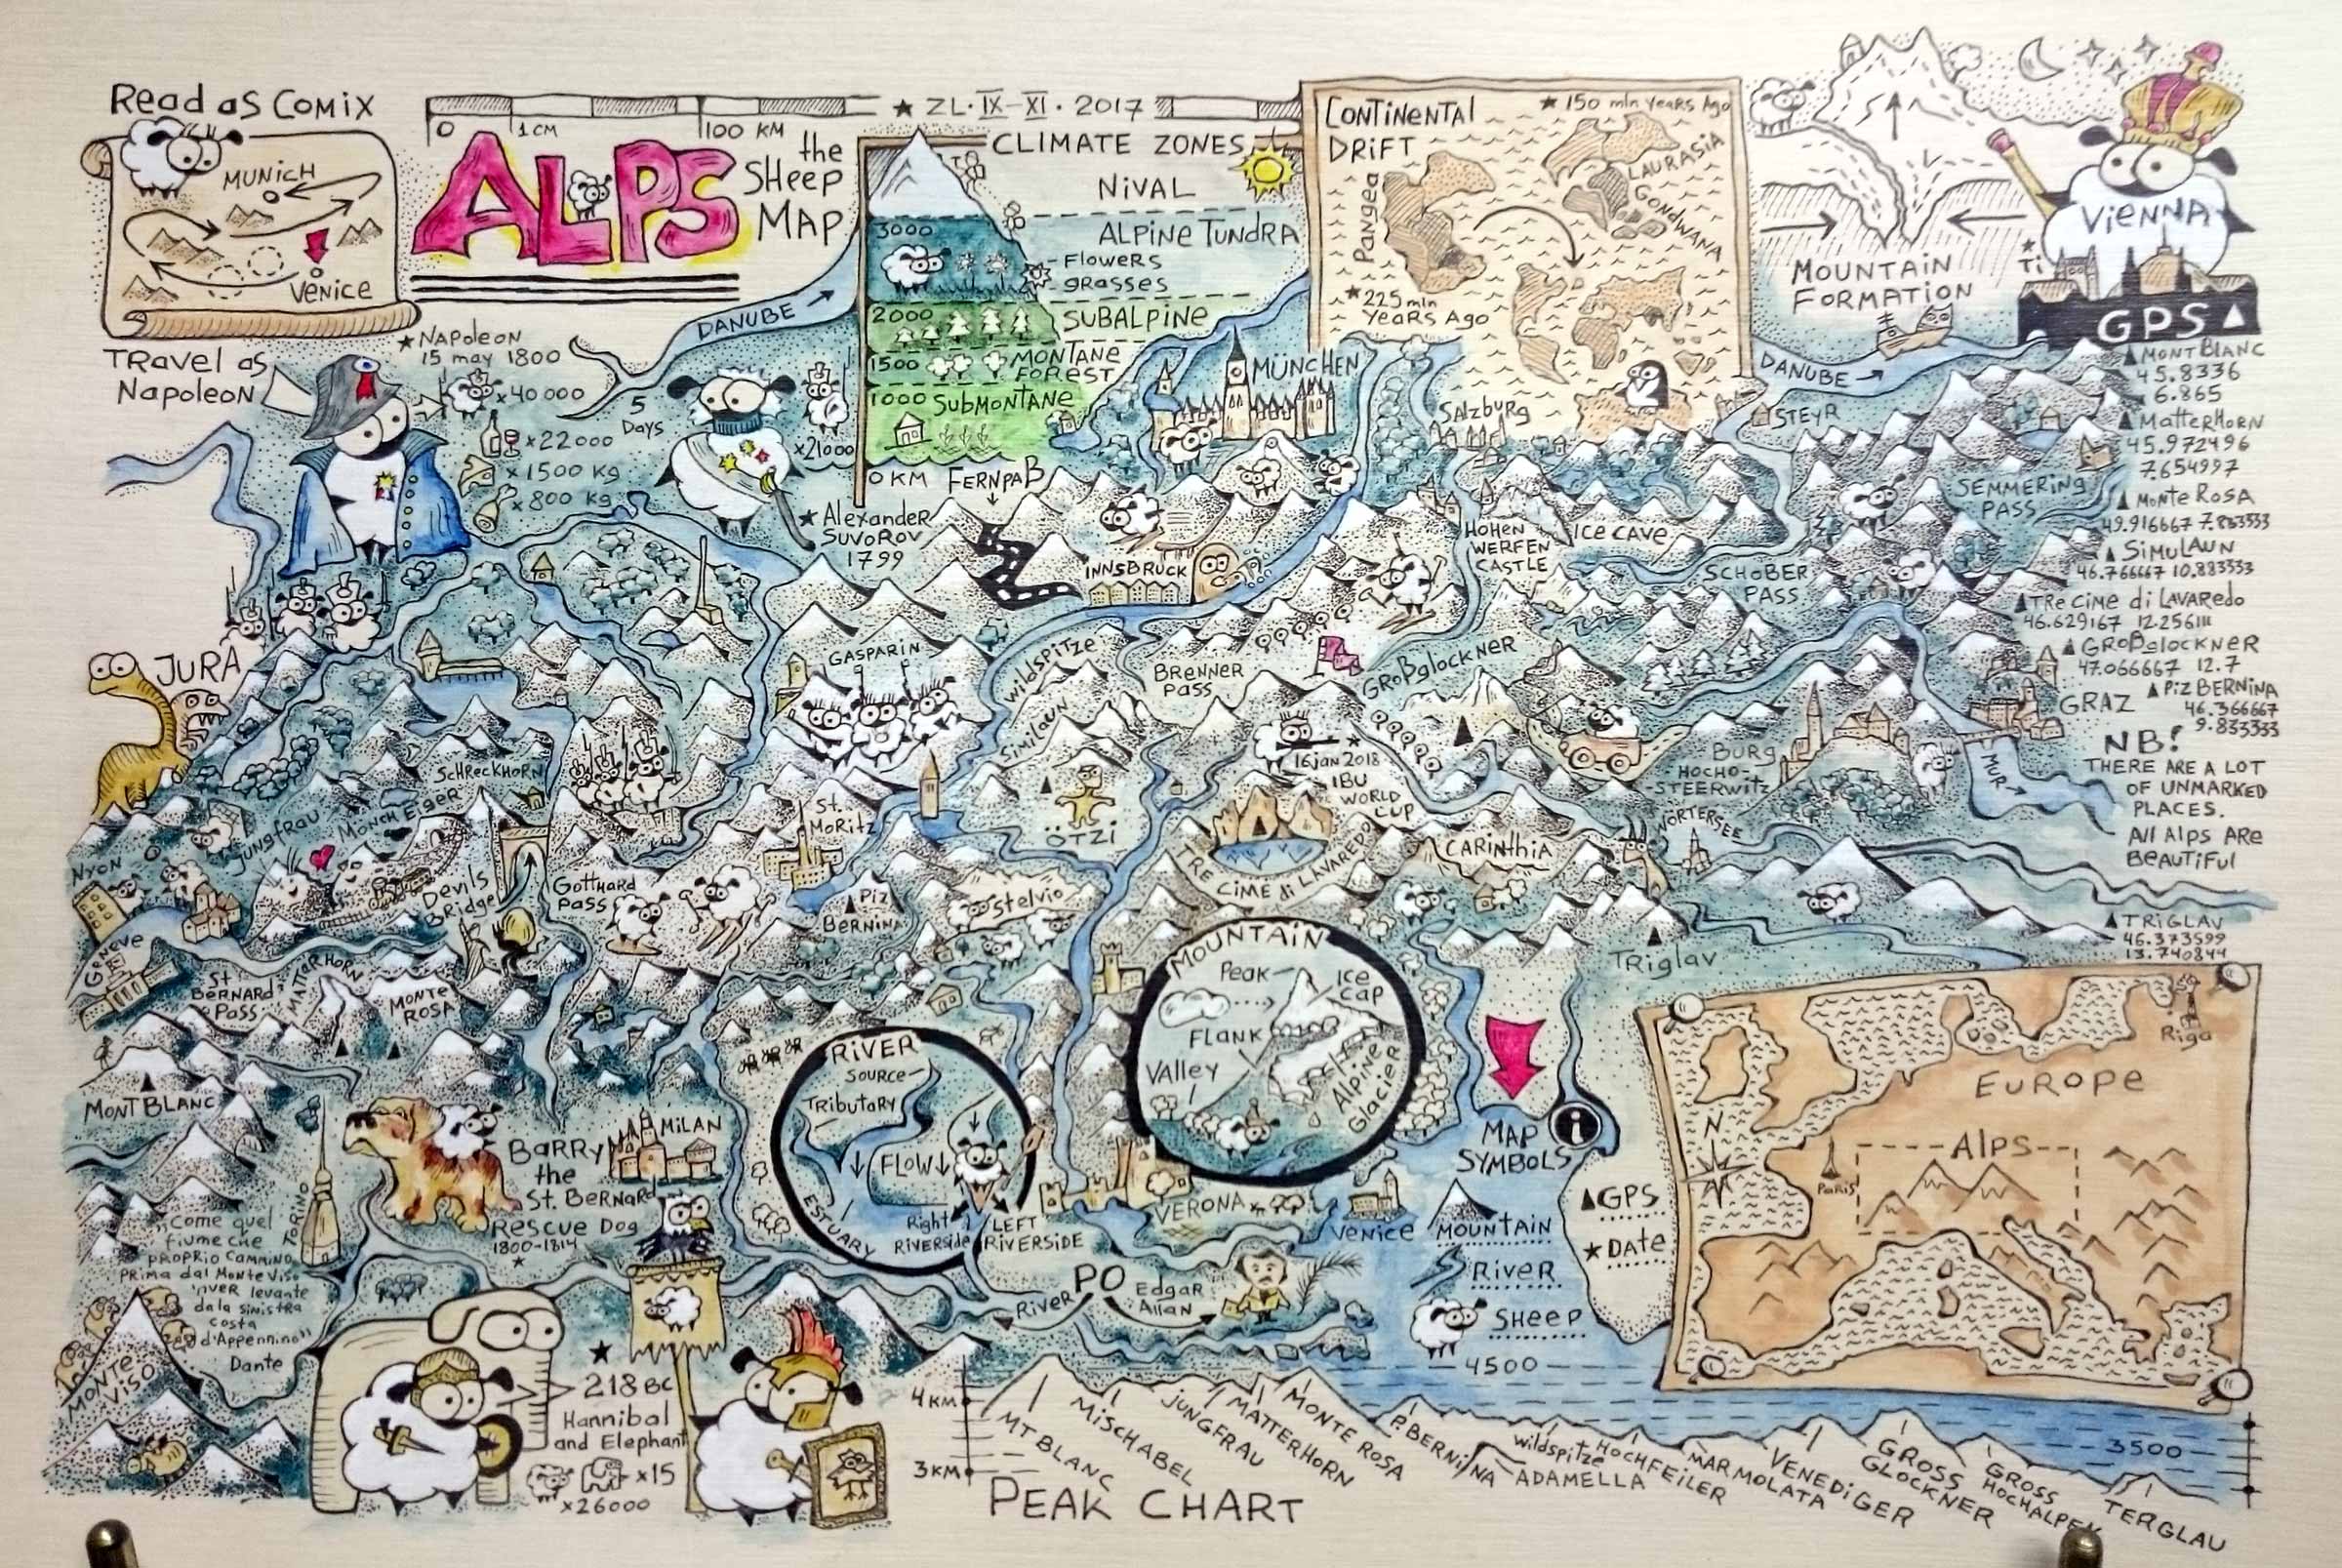 Read as Comix
MUNICH
Venice
Travel as
Napoleon
0
1 CM
100 KM
★ ZL · IX – XI · 2017
ALPS
the
SHeep
MAP
CLIMATE ZONES
NIVAL
3000
ALPINE TUNDRA
- Flowers
- grasses
2000
SUBALPINE
1500
MONTANE
FOREST
1000
SUBMONTANE
0 KM
CONTINENTAL
DRIFT
★ 150 mln years Ago
LAURASIA
GONDWANA
Pangea
★ 225 mln
years Ago
MOUNTAIN
FORMATION
VIENNA
GPS ▲
▲ MONT BLANC
45.8336
6.865
▲ MatterHorn
45.972496
7.654997
▲ Monte Rosa
49.916667 7.883333
▲ SiMiLAUN
46.766667 10.883333
▲ TRe Cime di LAVARedo
46.629167 12.256111
▲ GROßglockner
47.066667 12.7
▲ PIZ BERNINA
46.366667
9.833333
NB!
THERE ARE A LOT
OF UNMARKED
PLACES.
All Alps Are
BEAUTIFUL
▲ TRIGLAV
46.373599
13.740844
★ NAPoleon
15 may 1800
x40 000
x22000
x1500 Kg
x800 Kg
DANUBE
5
Days
x21000
★ Alexander
Suvorov
1799
FERNPAß
MÜNCHEN
Salzburg
DANUBE
STEYR
SEMMERING
PASS
HOHEN
WERFEN
CASTLE
Ice Cave
SCHOBER
PASS
INNSBRUCK
JURA
GASPARIN
wildspitze
Similaun
BRENNER
PASS
GROßglockner
GRAZ
MUR
BURG
HOCHO-
STEERWITZ
16 jan 2018
IBU
WORLD
CUP
SCHRECKHORN
Jungfrau
MÖNCH
EGER
St.
MoRitz
ÖTZI
TRE CIME di LAVAREDO
CARINTHIA
WÖRTERSEE
NYON
Devils
Bridge
Gotthard
PASS
PIZ
BERNINA
Stelvio
Geneve
St
BERNARD
PASS
MATTERHORN
MONTE
ROSA
Triglav
MOUNTAIN
Peak
Ice
CAP
FLANK
VAlley
Alpine
Glacier
RIVER
SOURCE
TRIBUTARY
FLOW
ESTUARY
Right
RIVERSIDE
LEFT
RIVERSIDE
MONT BLANC
BARRY
the
St. BERNARD
Rescue Dog
1800-1814
★
MILAN
TORINO
VERONA
VENICE
MAP
SYMBOLS
i
MOUNTAIN
RIVER
SHEEP
▲ GPS
★ DATE
EUROPE
ALPS
PARIS
Riga
N
„Come quel
fiume che
proprio cammino
PRIMA dal Monte Viso
'nver levante
da la sinistra
costa
d'Appennino"
Dante
MONTE
VISO
River
PO
Edgar
Allan
★
218 BC
Hannibal
and Elephant
x15
x26000
4500
4 KM
3 KM
3500
MT BLANC
MISCHABEL
JUNGFRAU
MATTERHORN
MONTE ROSA
P. BERNINA
wildspitze
ADAMELLA
HOCHFEILER
MARMOLATA
VENEDIGER
GROSS
GLOCKNER
GROSS
HOCHALPEN
TERGLAU
PEAK CHART